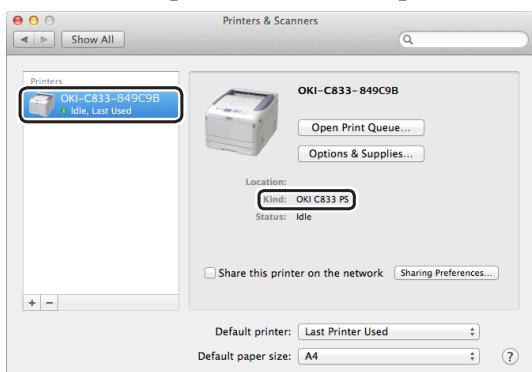 Printers & Scanners
Show All
Printers
OKI-C833-849C9B
Idle, Last Used
OKI-C833-849C9B
Open Print Queue...
Options & Supplies...
Location:
Kind: OKI C833 PS
Status: Idle
Share this printer on the network Sharing Preferences...
+ −
Default printer: Last Printer Used
Default paper size: A4
?